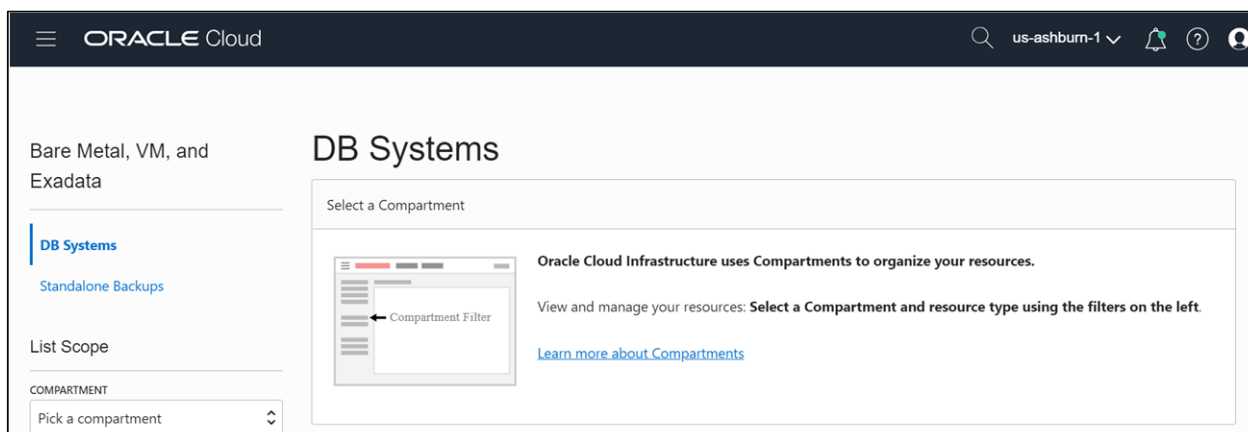 ORACLE Cloud
us-ashburn-1
Bare Metal, VM, and
Exadata
DB Systems
Standalone Backups
List Scope
COMPARTMENT
Pick a compartment
DB Systems
Select a Compartment
Compartment Filter
Oracle Cloud Infrastructure uses Compartments to organize your resources.
View and manage your resources: Select a Compartment and resource type using the filters on the left.
Learn more about Compartments